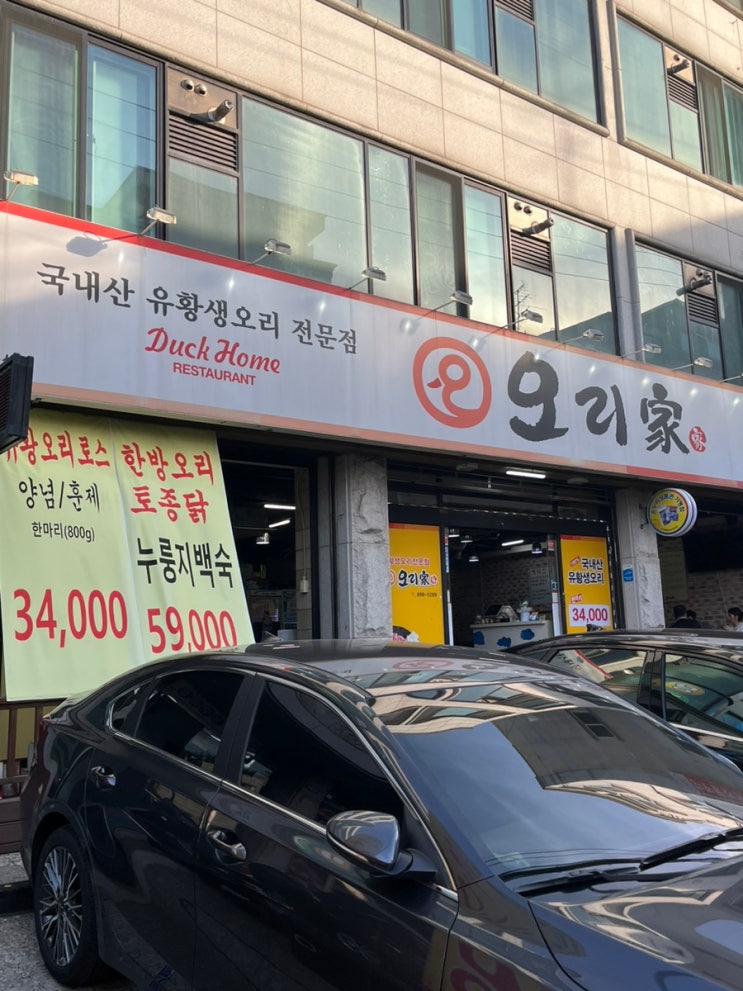 국내산 유황생오리 전문점
Duck Home
RESTAURANT
오리家
유황오리로스
양념/훈제
한마리(800g)
34,000
한방오리
토종닭
누룽지백숙
59,000
오리家
국내산
유황생오리
34,000